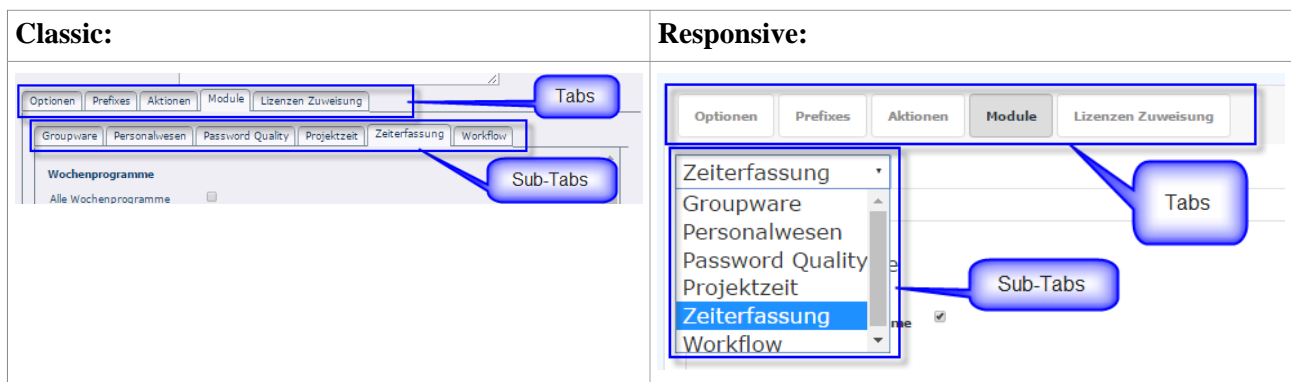 Classic:
Responsive:
Optionen Prefixes Aktionen Module Lizenzen Zuweisung
Tabs
Groupware Personalwesen Password Quality Projektzeit Zeiterfassung Workflow
Wochenprogramme
Alle Wochenprogramme
Sub-Tabs
Optionen Prefixes Aktionen Module Lizenzen Zuweisung
Tabs
Zeiterfassung
Groupware
Personalwesen
Password Quality
Projektzeit
Zeiterfassung
Workflow
e
me
Sub-Tabs